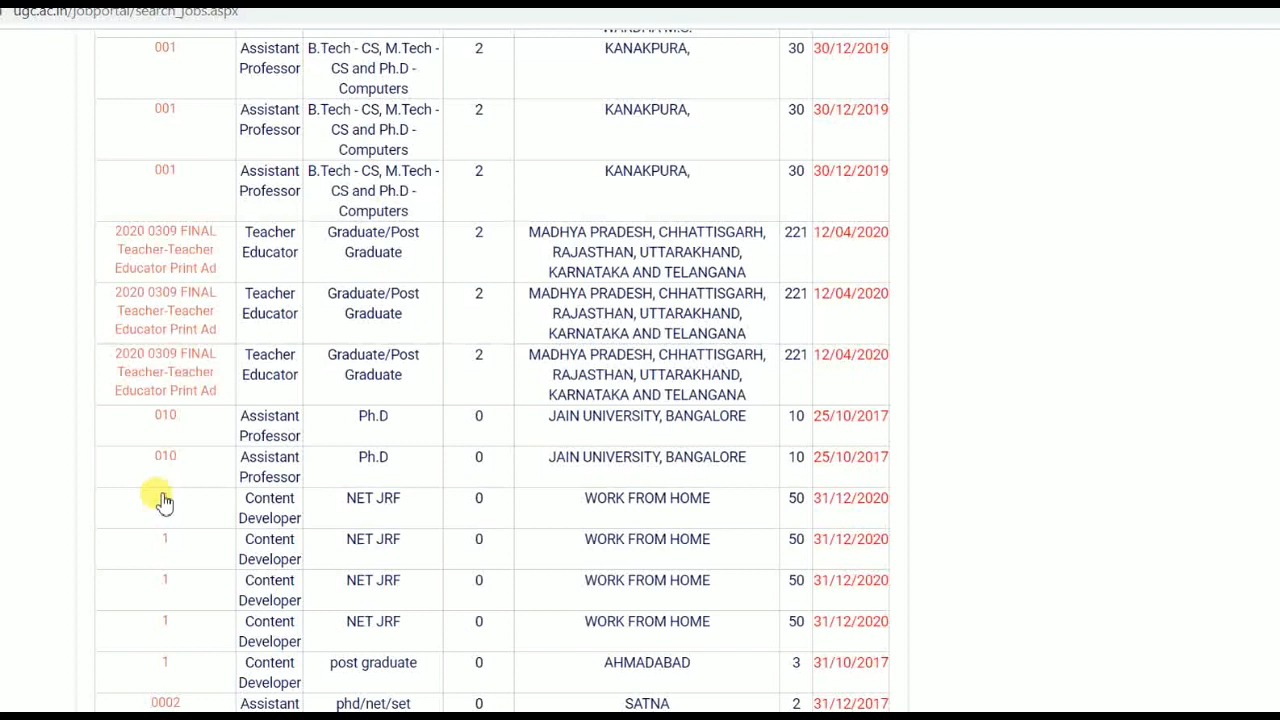 ugc.ac.in/jobportal/search_jobs.aspx
WARDHA M.S.
001 Assistant B.Tech - CS, M.Tech - 2 KANAKPURA, 30 30/12/2019
Professor CS and Ph.D -
Computers
001 Assistant B.Tech - CS, M.Tech - 2 KANAKPURA, 30 30/12/2019
Professor CS and Ph.D -
Computers
001 Assistant B.Tech - CS, M.Tech - 2 KANAKPURA, 30 30/12/2019
Professor CS and Ph.D -
Computers
2020 0309 FINAL Teacher Graduate/Post 2 MADHYA PRADESH, CHHATTISGARH, 221 12/04/2020
Teacher-Teacher Educator Graduate RAJASTHAN, UTTARAKHAND,
Educator Print Ad KARNATAKA AND TELANGANA
2020 0309 FINAL Teacher Graduate/Post 2 MADHYA PRADESH, CHHATTISGARH, 221 12/04/2020
Teacher-Teacher Educator Graduate RAJASTHAN, UTTARAKHAND,
Educator Print Ad KARNATAKA AND TELANGANA
2020 0309 FINAL Teacher Graduate/Post 2 MADHYA PRADESH, CHHATTISGARH, 221 12/04/2020
Teacher-Teacher Educator Graduate RAJASTHAN, UTTARAKHAND,
Educator Print Ad KARNATAKA AND TELANGANA
010 Assistant Ph.D 0 JAIN UNIVERSITY, BANGALORE 10 25/10/2017
Professor
010 Assistant Ph.D 0 JAIN UNIVERSITY, BANGALORE 10 25/10/2017
Professor
Content NET JRF 0 WORK FROM HOME 50 31/12/2020
Developer
1 Content NET JRF 0 WORK FROM HOME 50 31/12/2020
Developer
1 Content NET JRF 0 WORK FROM HOME 50 31/12/2020
Developer
1 Content NET JRF 0 WORK FROM HOME 50 31/12/2020
Developer
1 Content post graduate 0 AHMADABAD 3 31/10/2017
Developer
0002 Assistant phd/net/set 0 SATNA 2 31/12/2017